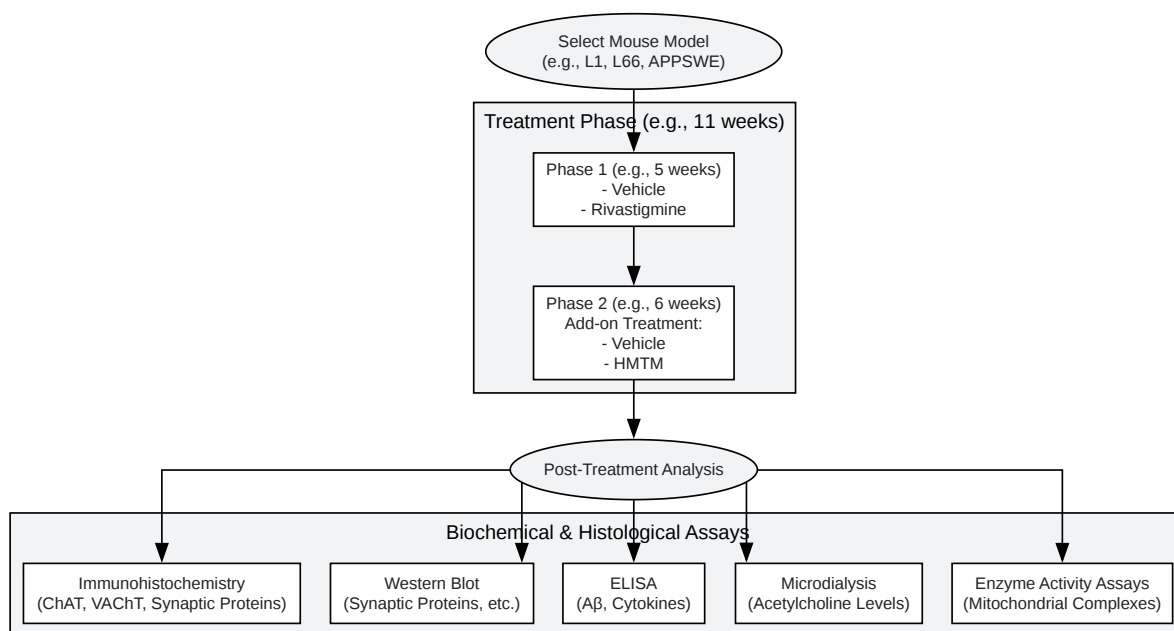 Select Mouse Model
(e.g., L1, L66, APPSWE)
Treatment Phase (e.g., 11 weeks)
Phase 1 (e.g., 5 weeks)
- Vehicle
- Rivastigmine
Phase 2 (e.g., 6 weeks)
Add-on Treatment:
- Vehicle
- HMTM
Post-Treatment Analysis
Biochemical & Histological Assays
Immunohistochemistry
(ChAT, VAChT, Synaptic Proteins)
Western Blot
(Synaptic Proteins, etc.)
ELISA
(Aβ, Cytokines)
Microdialysis
(Acetylcholine Levels)
Enzyme Activity Assays
(Mitochondrial Complexes)